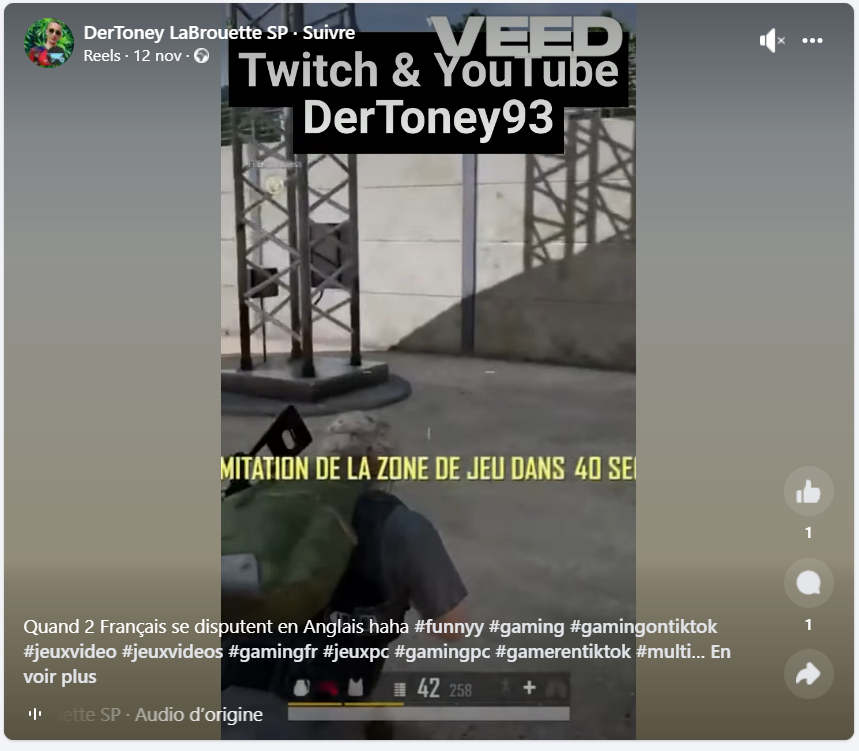 DerToney LaBrouette SP · Suivre
Reels · 12 nov ·
VEED
Twitch & YouTube
DerToney93
MITATION DE LA ZONE DE JEU DANS 40 SE
1
1
Quand 2 Français se disputent en Anglais haha #funnyy #gaming #gamingontiktok
#jeuxvideo #jeuxvideos #gamingfr #jeuxpc #gamingpc #gamerentiktok #multi... En
voir plus
42 258
ette SP · Audio d'origine